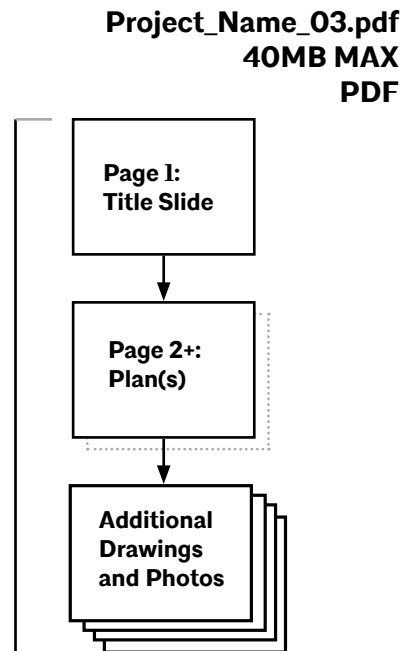 Project_Name_03.pdf
40MB MAX
PDF
Page 1:
Title Slide
Page 2+:
Plan(s)
Additional
Drawings
and Photos